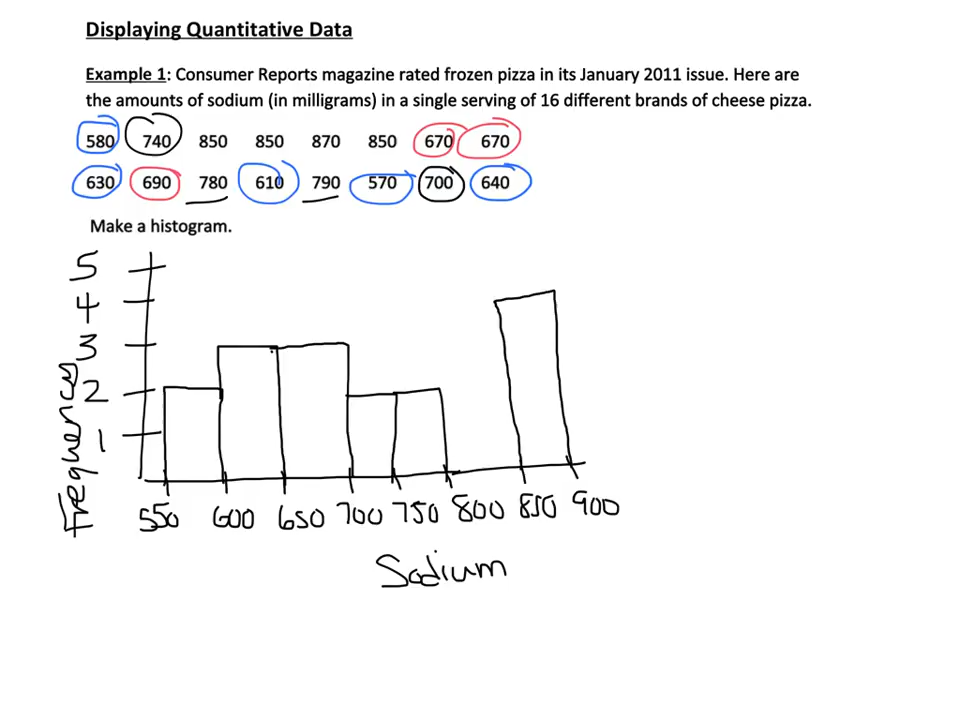 Displaying Quantitative Data
Example 1: Consumer Reports magazine rated frozen pizza in its January 2011 issue. Here are
the amounts of sodium (in milligrams) in a single serving of 16 different brands of cheese pizza.
580 740 850 850 870 850 670 670
630 690 780 610 790 570 700 640
Make a histogram.
5
4
3
2
1
Frequency
550 600 650 700 750 800 850 900
Sodium